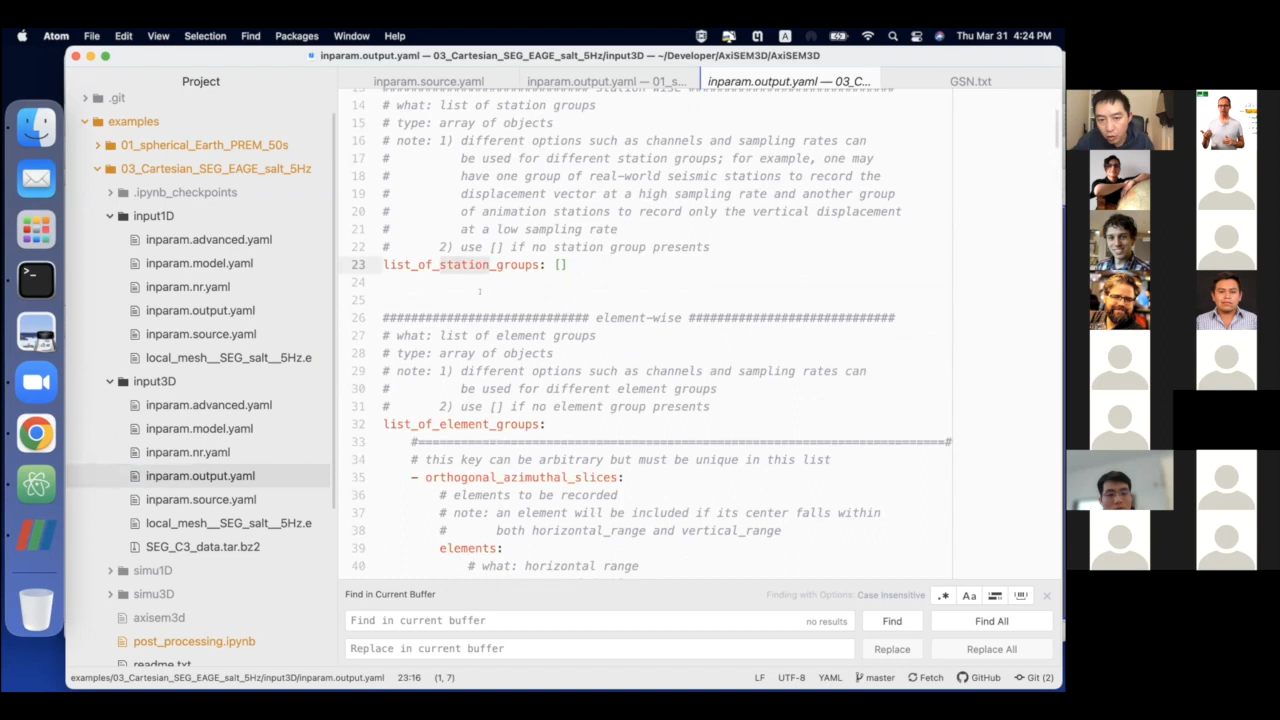 Atom File Edit View Selection Find Packages Window Help
Thu Mar 31 4:24 PM
inparam.output.yaml — 03_Cartesian_SEG_EAGE_salt_5Hz/input3D — ~/Developer/AxiSEM3D/AxiSEM3D
Project
.git
examples
01_spherical_Earth_PREM_50s
03_Cartesian_SEG_EAGE_salt_5Hz
.ipynb_checkpoints
input1D
inparam.advanced.yaml
inparam.model.yaml
inparam.nr.yaml
inparam.output.yaml
inparam.source.yaml
local_mesh__SEG_salt__5Hz.e
input3D
inparam.advanced.yaml
inparam.model.yaml
inparam.nr.yaml
inparam.output.yaml
inparam.source.yaml
local_mesh__SEG_salt__5Hz.e
SEG_C3_data.tar.bz2
simu1D
simu3D
axisem3d
post_processing.ipynb
readme.txt
inparam.source.yaml
inparam.output.yaml — 01_s...
inparam.output.yaml — 03_C...
GSN.txt
14 # what: list of station groups
15 # type: array of objects
16 # note: 1) different options such as channels and sampling rates can
17 # be used for different station groups; for example, one may
18 # have one group of real-world seismic stations to record the
19 # displacement vector at a high sampling rate and another group
20 # of animation stations to record only the vertical displacement
21 # at a low sampling rate
22 # 2) use [] if no station group presents
23 list_of_station_groups: []
24
25
26 ############################# element-wise #############################
27 # what: list of element groups
28 # type: array of objects
29 # note: 1) different options such as channels and sampling rates can
30 # be used for different element groups
31 # 2) use [] if no element group presents
32 list_of_element_groups:
33 #==========================================================================#
34 # this key can be arbitrary but must be unique in this list
35 - orthogonal_azimuthal_slices:
36 # elements to be recorded
37 # note: an element will be included if its center falls within
38 # both horizontal_range and vertical_range
39 elements:
40 # what: horizontal range
Find in Current Buffer
Finding with Options: Case Insensitive
.* Aa
Find in current buffer
no results
Find
Find All
Replace in current buffer
Replace
Replace All
examples/03_Cartesian_SEG_EAGE_salt_5Hz/input3D/inparam.output.yaml 23:16 (1, 7)
LF UTF-8 YAML master Fetch GitHub Git (2)